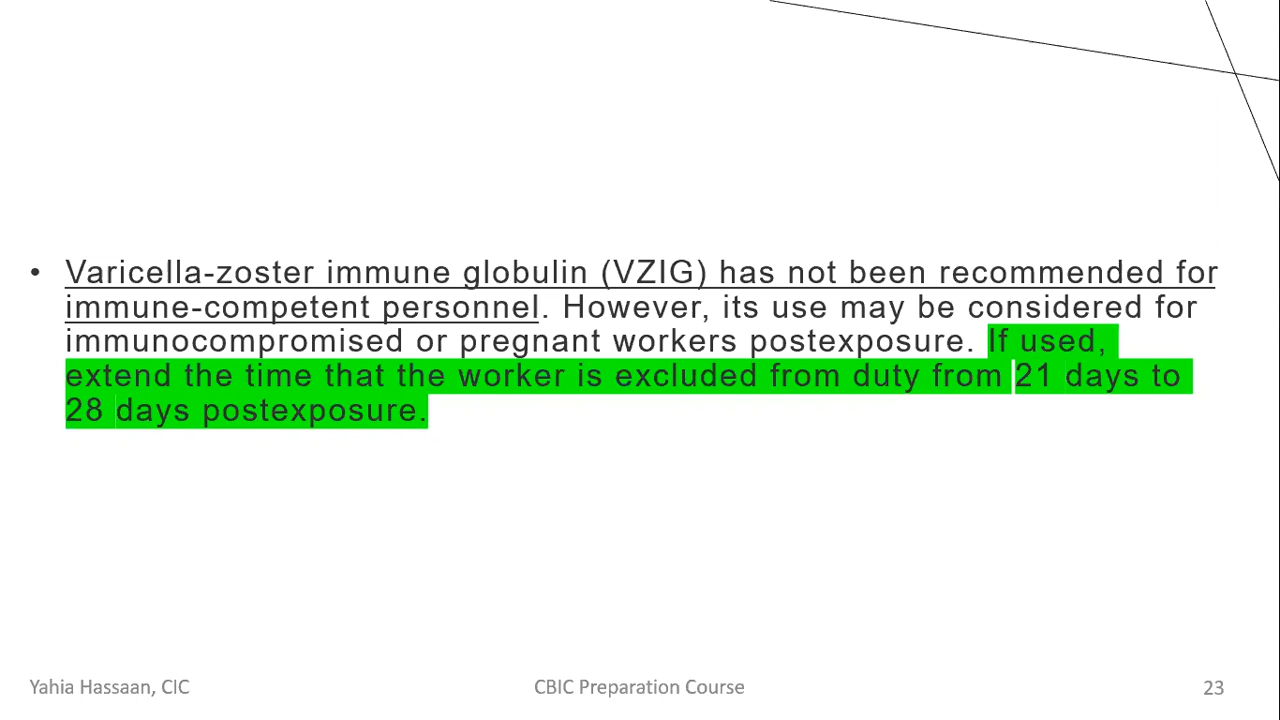 • Varicella-zoster immune globulin (VZIG) has not been recommended for
immune-competent personnel. However, its use may be considered for
immunocompromised or pregnant workers postexposure. If used,
extend the time that the worker is excluded from duty from 21 days to
28 days postexposure.
Yahia Hassaan, CIC
CBIC Preparation Course
23